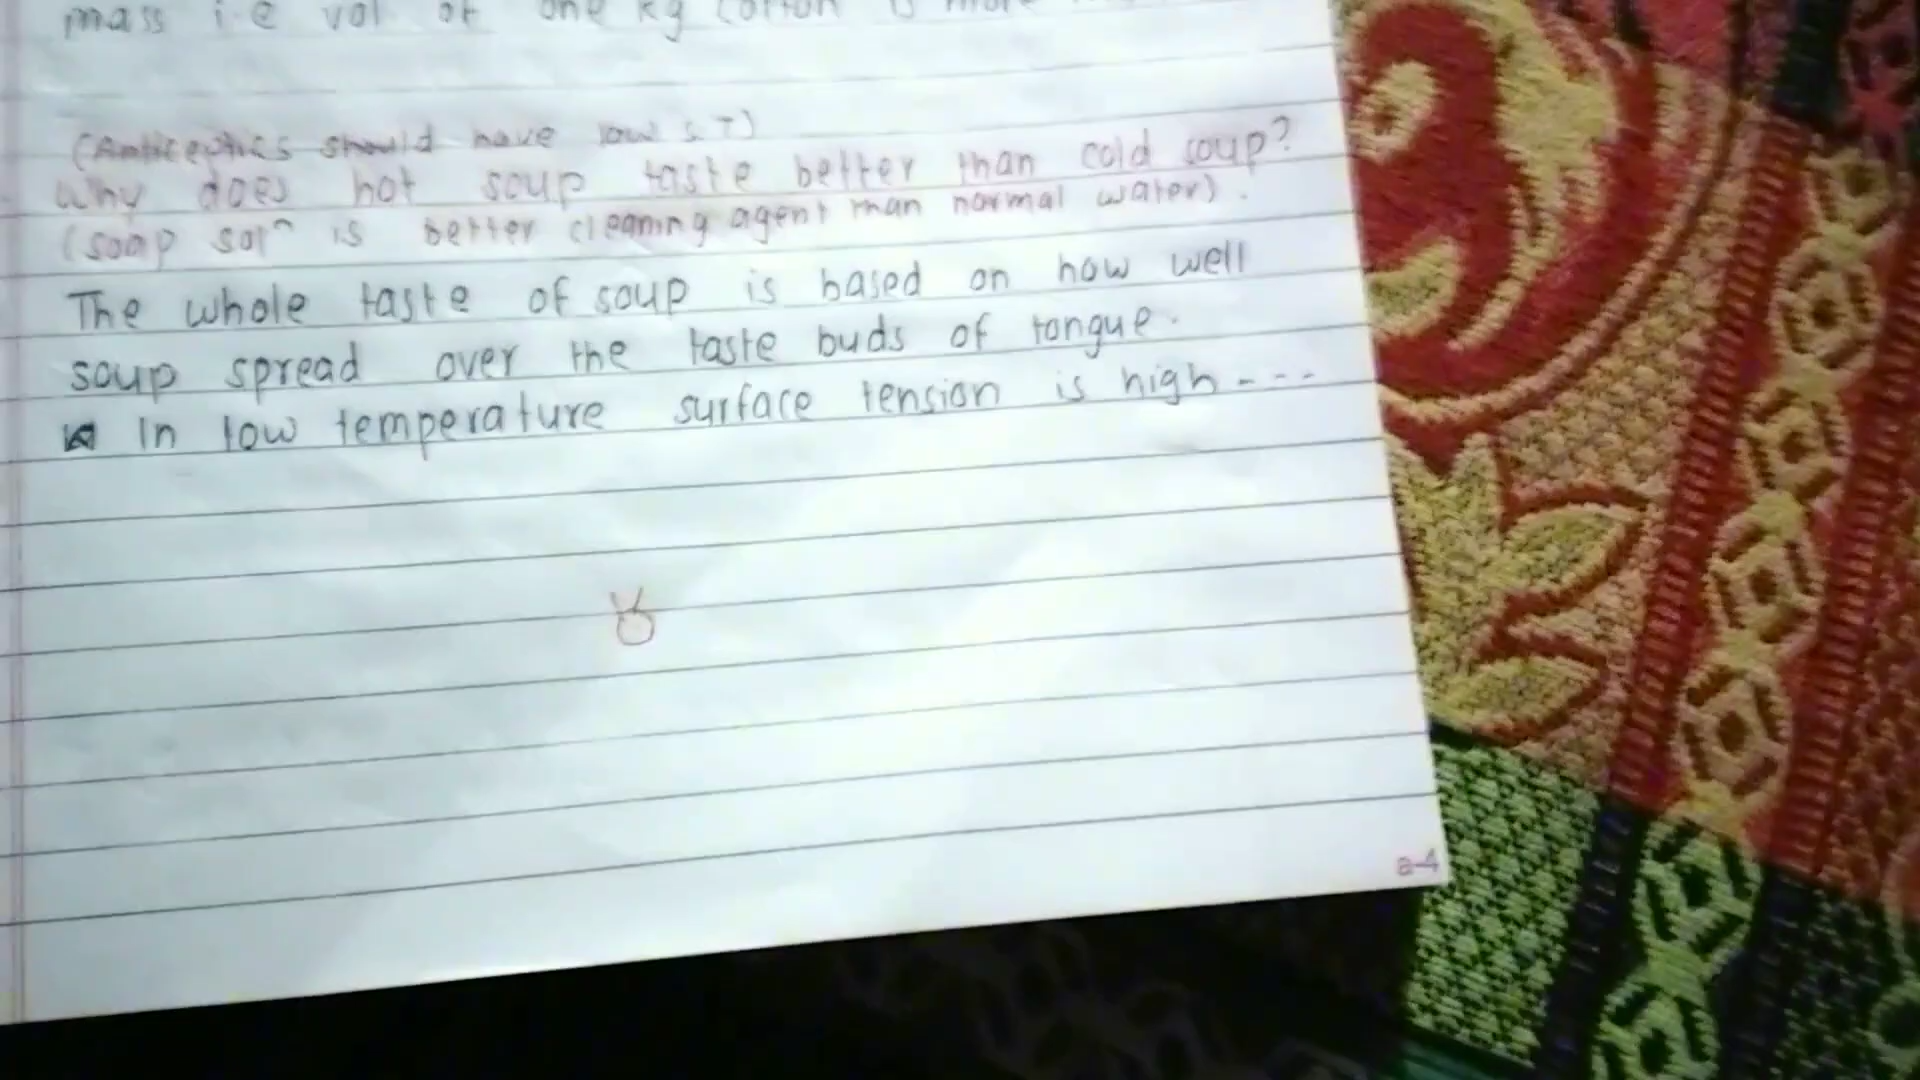 mass i.e vol of one kg cotton is more
(Anticeptics should have low s.T)
Why does hot soup taste better than cold soup?
(soap solⁿ is better cleaning agent than normal water).
The whole taste of soup is based on how well
soup spread over the taste buds of tongue.
In low temperature surface tension is high ----
a-4